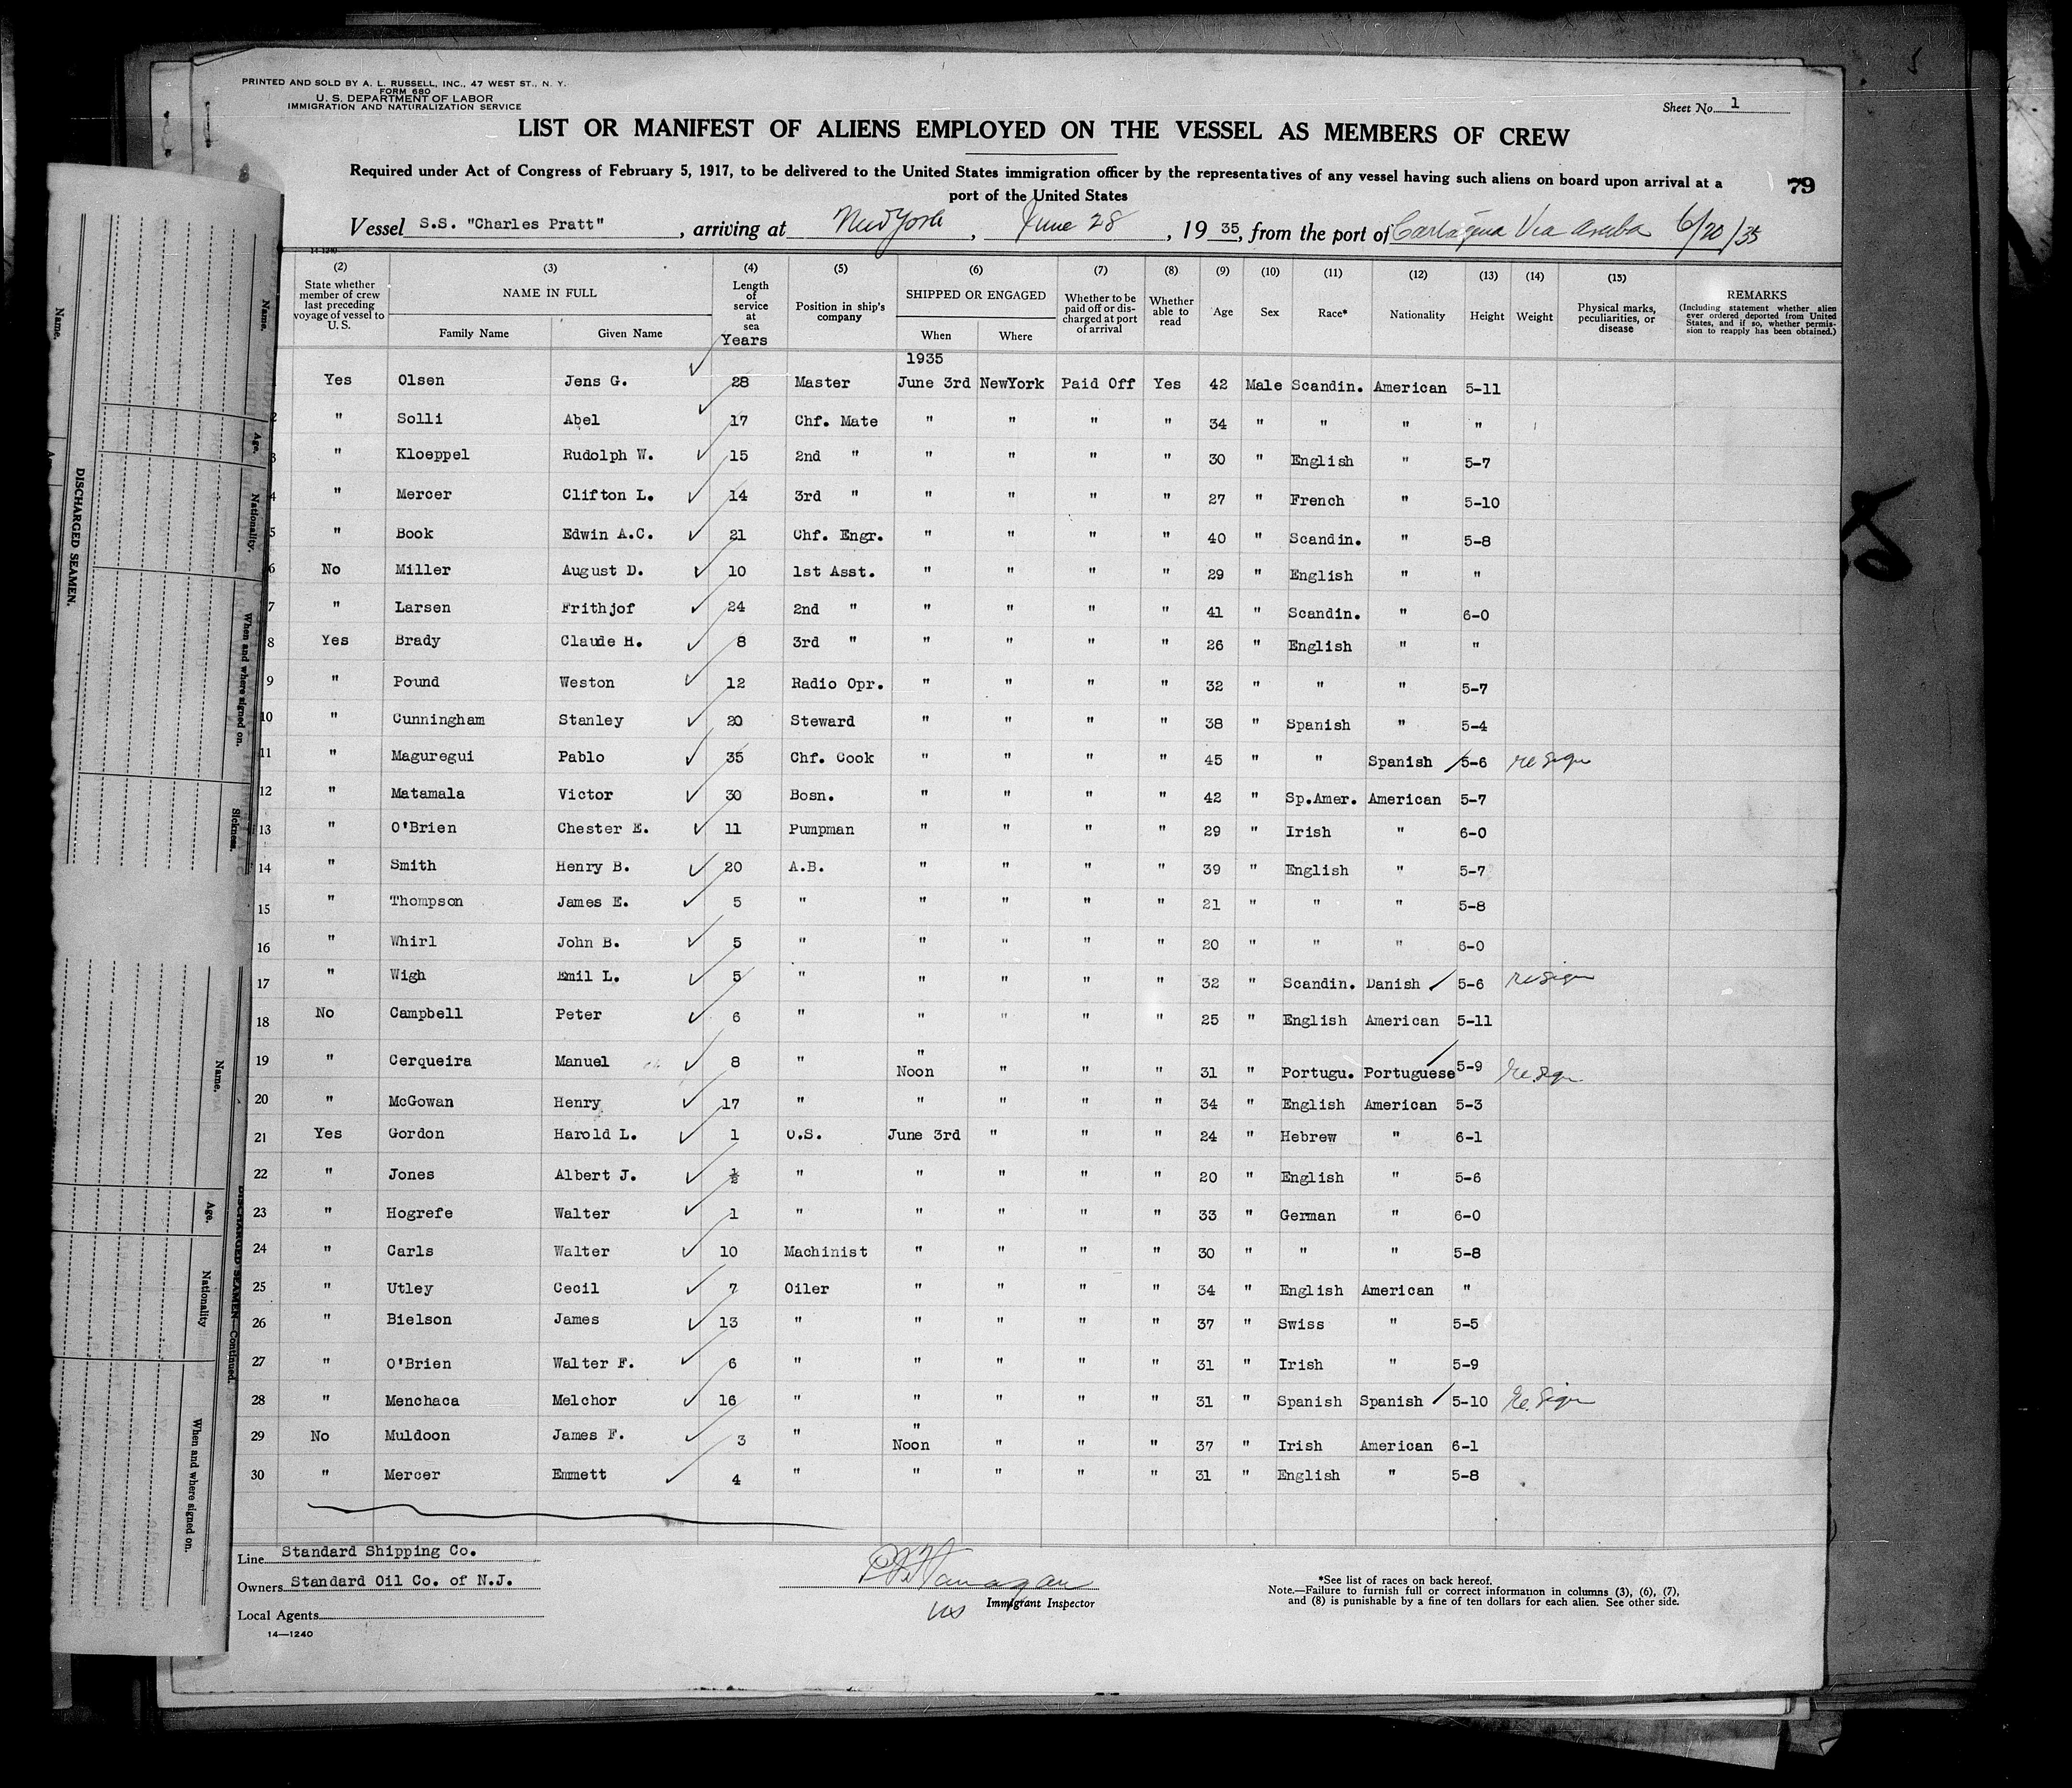 PRINTED AND SOLD BY A. L. RUSSELL, INC., 47 WEST ST., N. Y.
FORM 680
U. S. DEPARTMENT OF LABOR
IMMIGRATION AND NATURALIZATION SERVICE
Sheet No. 1
LIST OR MANIFEST OF ALIENS EMPLOYED ON THE VESSEL AS MEMBERS OF CREW
Required under Act of Congress of February 5, 1917, to be delivered to the United States immigration officer by the representatives of any vessel having such aliens on board upon arrival at a
port of the United States
79
Vessel S.S. "Charles Pratt", arriving at New York, June 28, 1935, from the port of Cartagena Via Aruba 6/20/35
(2) (3) (4) (5) (6) (7) (8) (9) (10) (11) (12) (13) (14) (15)
State whether member of crew last preceding voyage of vessel to U. S. NAME IN FULL Family Name Given Name Length of service at sea Years Position in ship's company SHIPPED OR ENGAGED When Where Whether to be paid off or discharged at port of arrival Whether able to read Age Sex Race* Nationality Height Weight Physical marks, peculiarities, or disease REMARKS (Including statement whether alien ever ordered deported from United States, and if so, whether permission to reapply has been obtained.)
1935
Yes Olsen Jens G. 28 Master June 3rd NewYork Paid Off Yes 42 Male Scandin. American 5-11
2 " Solli Abel 17 Chf. Mate " " " " 34 " " " "
3 " Kloeppel Rudolph W. 15 2nd " " " " " 30 " English " 5-7
4 " Mercer Clifton L. 14 3rd " " " " " 27 " French " 5-10
5 " Book Edwin A.C. 21 Chf. Engr. " " " " 40 " Scandin. " 5-8
6 No Miller August D. 10 1st Asst. " " " " 29 " English " "
7 " Larsen Frithjof 24 2nd " " " " " 41 " Scandin. " 6-0
8 Yes Brady Claude H. 8 3rd " " " " " 26 " English " "
9 " Pound Weston 12 Radio Opr. " " " " 32 " " " 5-7
10 " Cunningham Stanley 20 Steward " " " " 38 " Spanish " 5-4
11 " Maguregui Pablo 35 Chf. Cook " " " " 45 " " Spanish 5-6 re sign
12 " Matamala Victor 30 Bosn. " " " " 42 " Sp.Amer. American 5-7
13 " O'Brien Chester E. 11 Pumpman " " " " 29 " Irish " 6-0
14 " Smith Henry B. 20 A.B. " " " " 39 " English " 5-7
15 " Thompson James E. 5 " " " " " 21 " " " 5-8
16 " Whirl John B. 5 " " " " " 20 " " " 6-0
17 " Wigh Emil L. 5 " " " " " 32 " Scandin. Danish 5-6 resign
18 No Campbell Peter 6 " " " " " 25 " English American 5-11
19 " Cerqueira Manuel 8 " " Noon " " " 31 " Portugu. Portuguese 5-9 re sign
20 " McGowan Henry 17 " " " " " 34 " English American 5-3
21 Yes Gordon Harold L. 1 O.S. June 3rd " " " 24 " Hebrew " 6-1
22 " Jones Albert J. ½ " " " " " 20 " English " 5-6
23 " Hogrefe Walter 1 " " " " " 33 " German " 6-0
24 " Carls Walter 10 Machinist " " " " 30 " " " 5-8
25 " Utley Cecil 7 Oiler " " " " 34 " English American "
26 " Bielson James 13 " " " " " 37 " Swiss " 5-5
27 " O'Brien Walter F. 6 " " " " " 31 " Irish " 5-9
28 " Menchaca Melchor 16 " " " " " 31 " Spanish Spanish 5-10 Re. Sign
29 No Muldoon James F. 3 " " Noon " " " 37 " Irish American 6-1
30 " Mercer Emmett 4 " " " " " 31 " English " 5-8
Line Standard Shipping Co.
Owners Standard Oil Co. of N.J.
Local Agents
14—1240
Immigrant Inspector
*See list of races on back hereof.
Note.—Failure to furnish full or correct information in columns (3), (6), (7),
and (8) is punishable by a fine of ten dollars for each alien. See other side.
DISCHARGED SEAMEN.
Name.
Age.
Nationality.
When and where signed on.
Sickness.
DISCHARGED SEAMEN—Continued.
Name.
Age.
Nationality
When and where signed on.